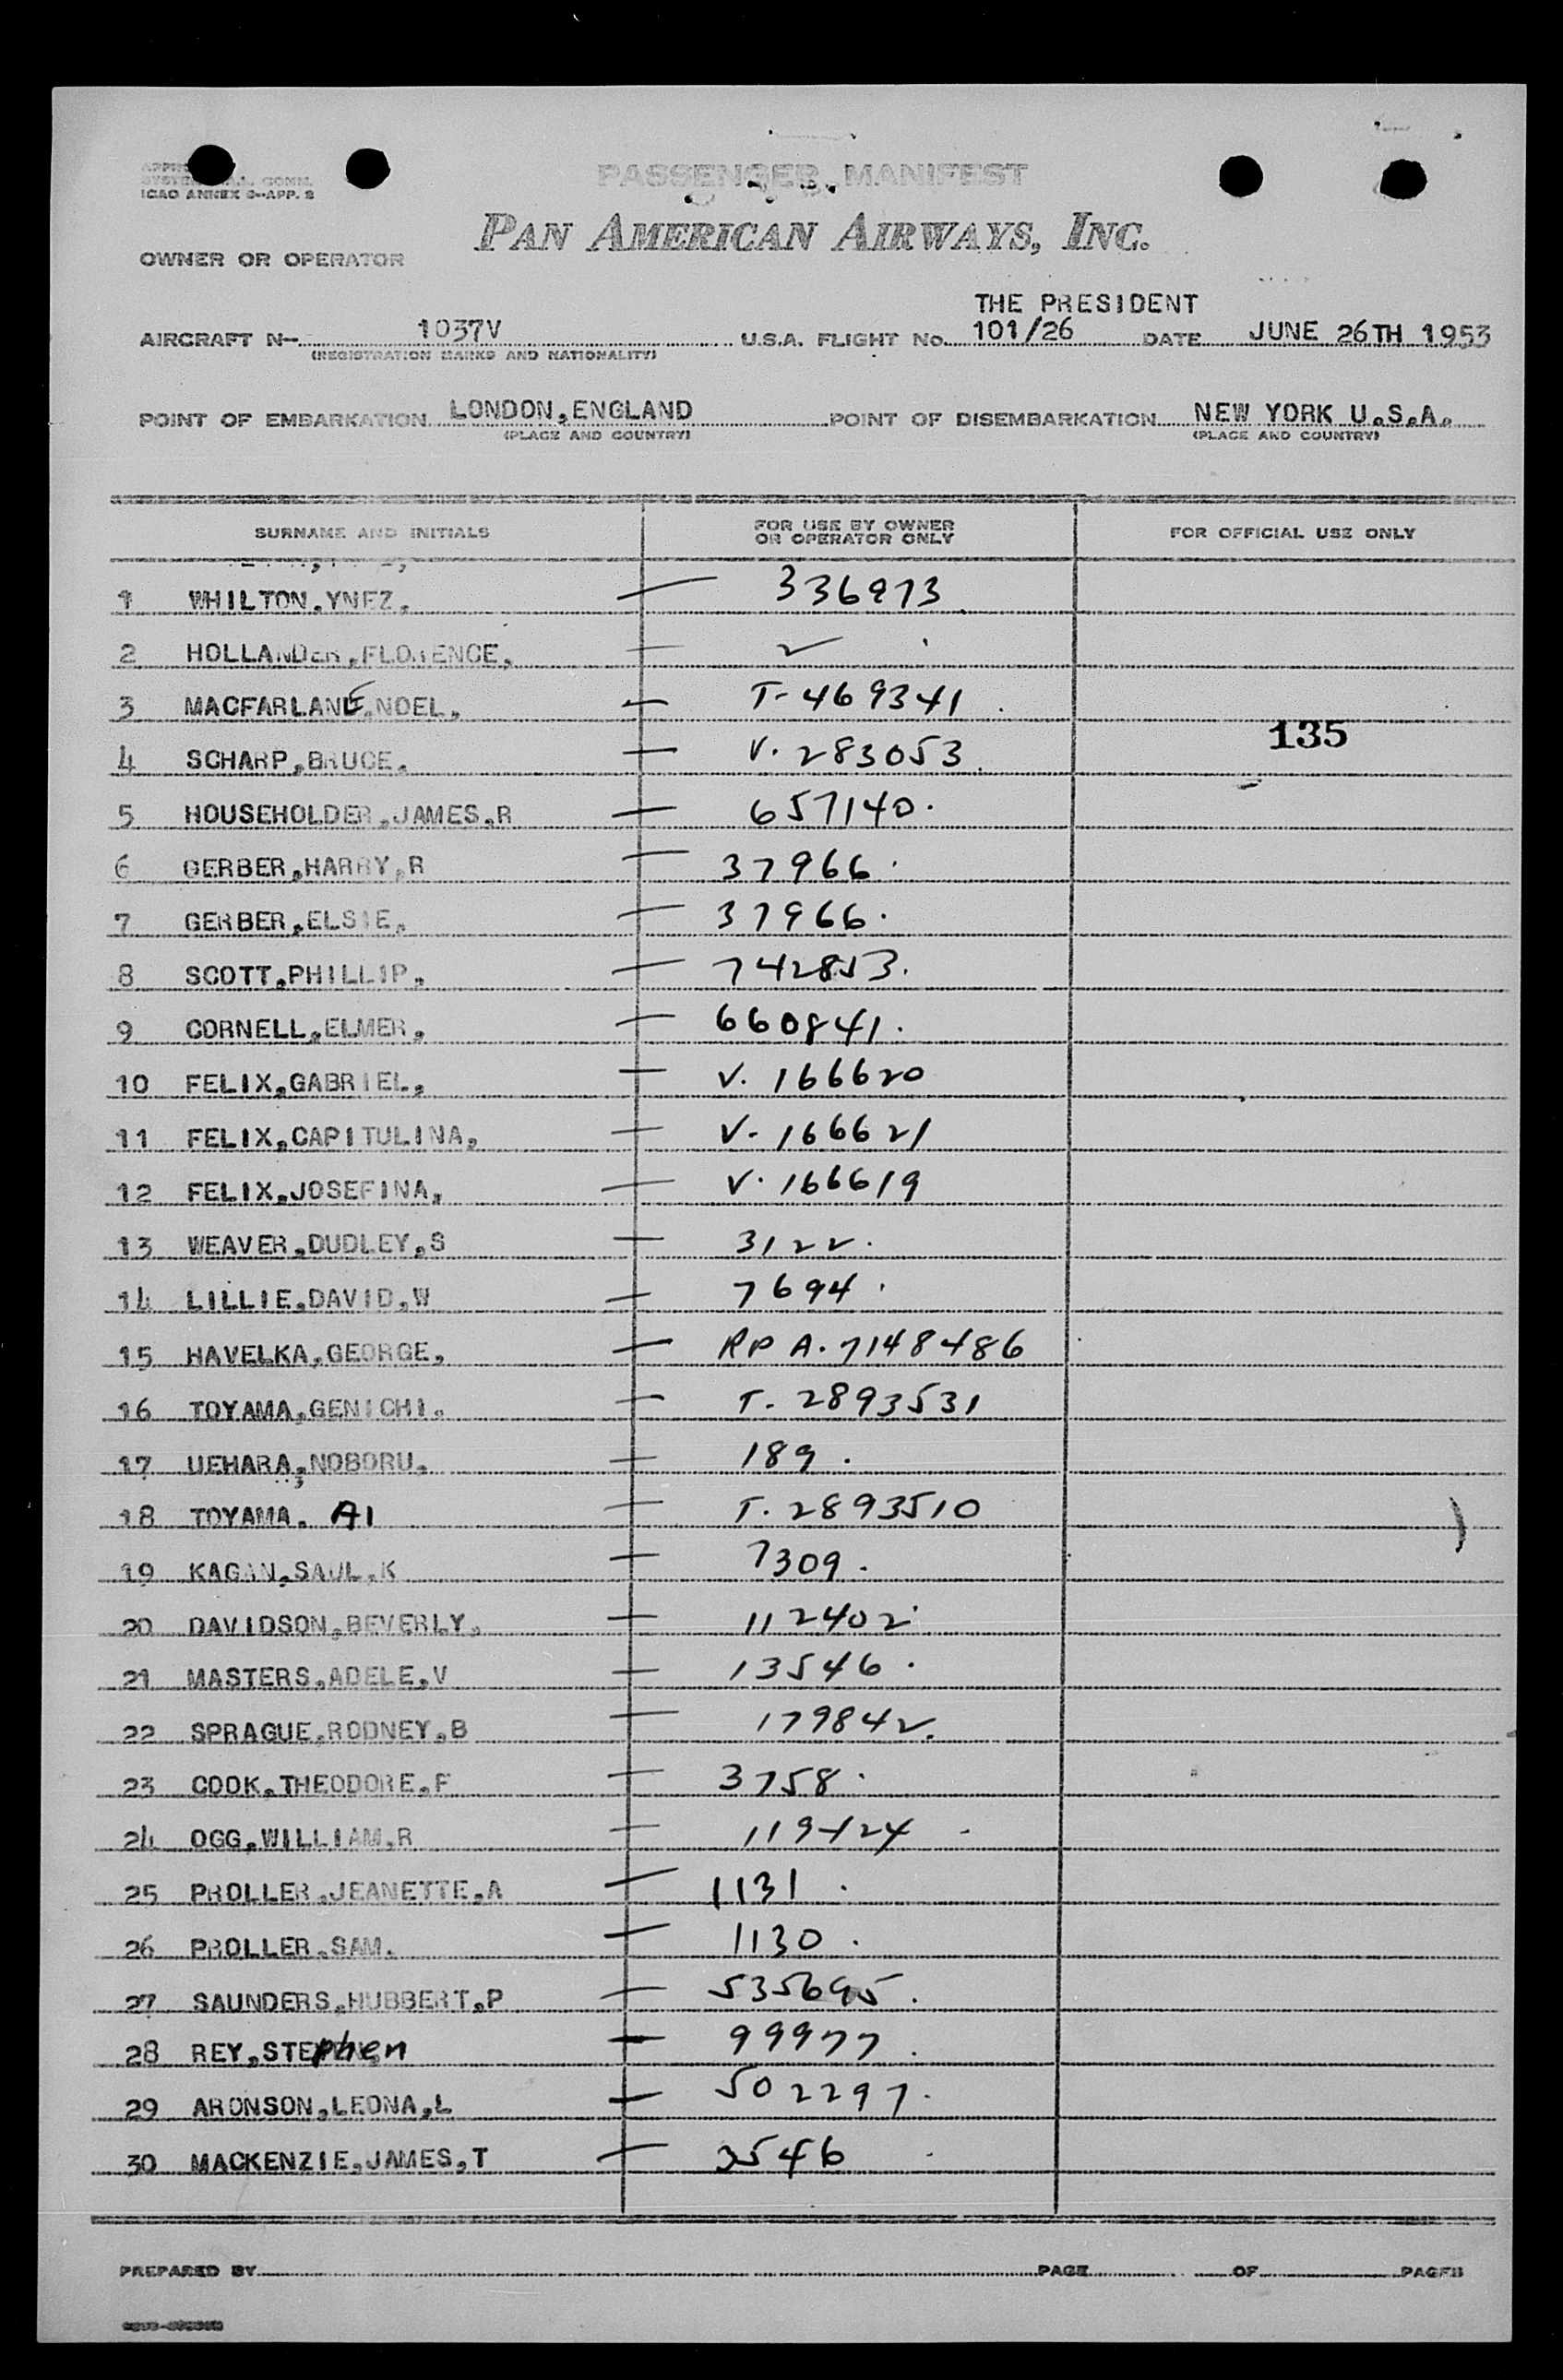 PASSENGER MANIFEST
ICAO ANNEX 9-APP. 3
PAN AMERICAN AIRWAYS, INC.
OWNER OR OPERATOR
THE PRESIDENT
AIRCRAFT N- 1037V U.S.A. FLIGHT No. 101/26 DATE JUNE 26TH 1953
(REGISTRATION MARKS AND NATIONALITY)
POINT OF EMBARKATION LONDON, ENGLAND POINT OF DISEMBARKATION NEW YORK U.S.A.
(PLACE AND COUNTRY) (PLACE AND COUNTRY)
SURNAME AND INITIALS FOR USE BY OWNER OR OPERATOR ONLY FOR OFFICIAL USE ONLY
1 WHILTON, YNEZ, — 336973
2 HOLLANDER, FLORENCE, — ✓
3 MACFARLANE, NOEL, — T-469341
135
4 SCHARP, BRUCE, — V. 283053
5 HOUSEHOLDER, JAMES, R — 657140.
6 GERBER, HARRY, R — 37966.
7 GERBER, ELSIE, — 37966.
8 SCOTT, PHILLIP, — 742853.
9 CORNELL, ELMER, — 660841.
10 FELIX, GABRIEL, — V. 166620
11 FELIX, CAPITULINA, — V. 166621
12 FELIX, JOSEFINA, — V. 166619
13 WEAVER, DUDLEY, S — 3122.
14 LILLIE, DAVID, W — 7694.
15 HAVELKA, GEORGE, — RP A. 7148486
16 TOYAMA, GENICHI, — T. 2893531
17 UEHARA, NOBORU, — 189.
18 TOYAMA, AI — T. 2893510
19 KAGAN, SAUL, K — 7309.
20 DAVIDSON, BEVERLY, — 112402.
21 MASTERS, ADELE, V — 13546.
22 SPRAGUE, RODNEY, B — 179842.
23 COOK, THEODORE, F — 3758.
24 OGG, WILLIAM, R — 119424
25 PROLLER, JEANETTE, A — 1131.
26 PROLLER, SAM, — 1130.
27 SAUNDERS, HUBBERT, P — 535695.
28 REY, STEphen — 99977.
29 ARONSON, LEONA, L — 502297.
30 MACKENZIE, JAMES, T — 3546
PREPARED BY PAGE OF PAGES